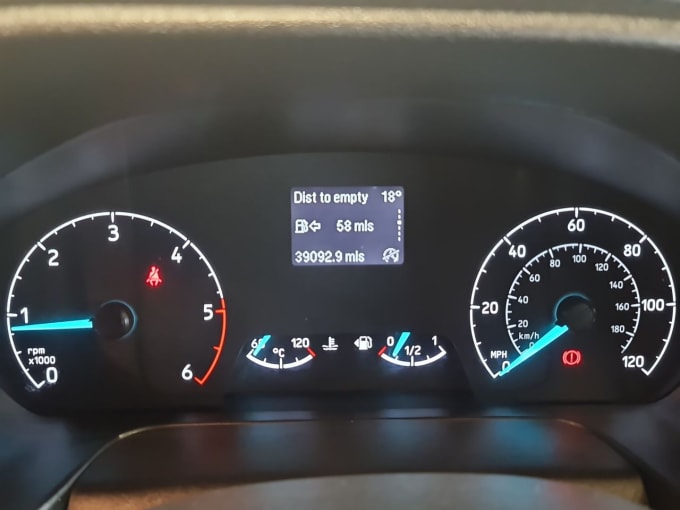 Dist to empty 18°
58 mls
39092.9 mls
0 1 2 3 4 5 6
rpm
x1000
60 °C 120
0 1/2 1
0 20 40 60 80 100 120
MPH
0 20 40 60 80 100 120 140 160 180
km/h